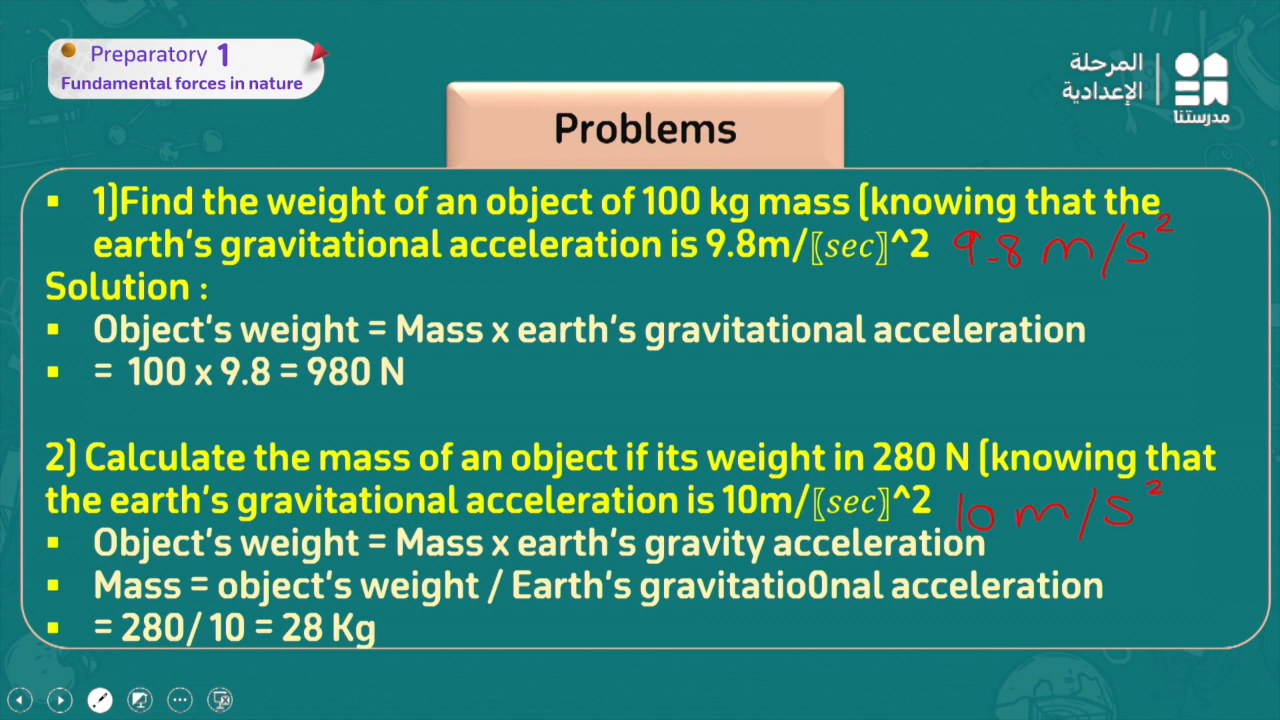 Preparatory 1
Fundamental forces in nature
المرحلة
الإعدادية
مدرستنا
Problems
▪ 1)Find the weight of an object of 100 kg mass (knowing that the
earth's gravitational acceleration is 9.8m/〖sec〗^2 9.8 m/s²
Solution :
▪ Object's weight = Mass x earth's gravitational acceleration
▪ = 100 x 9.8 = 980 N
2) Calculate the mass of an object if its weight in 280 N (knowing that
the earth's gravitational acceleration is 10m/〖sec〗^2 10 m/s²
▪ Object's weight = Mass x earth's gravity acceleration
▪ Mass = object's weight / Earth's gravitatio0nal acceleration
▪ = 280/ 10 = 28 Kg